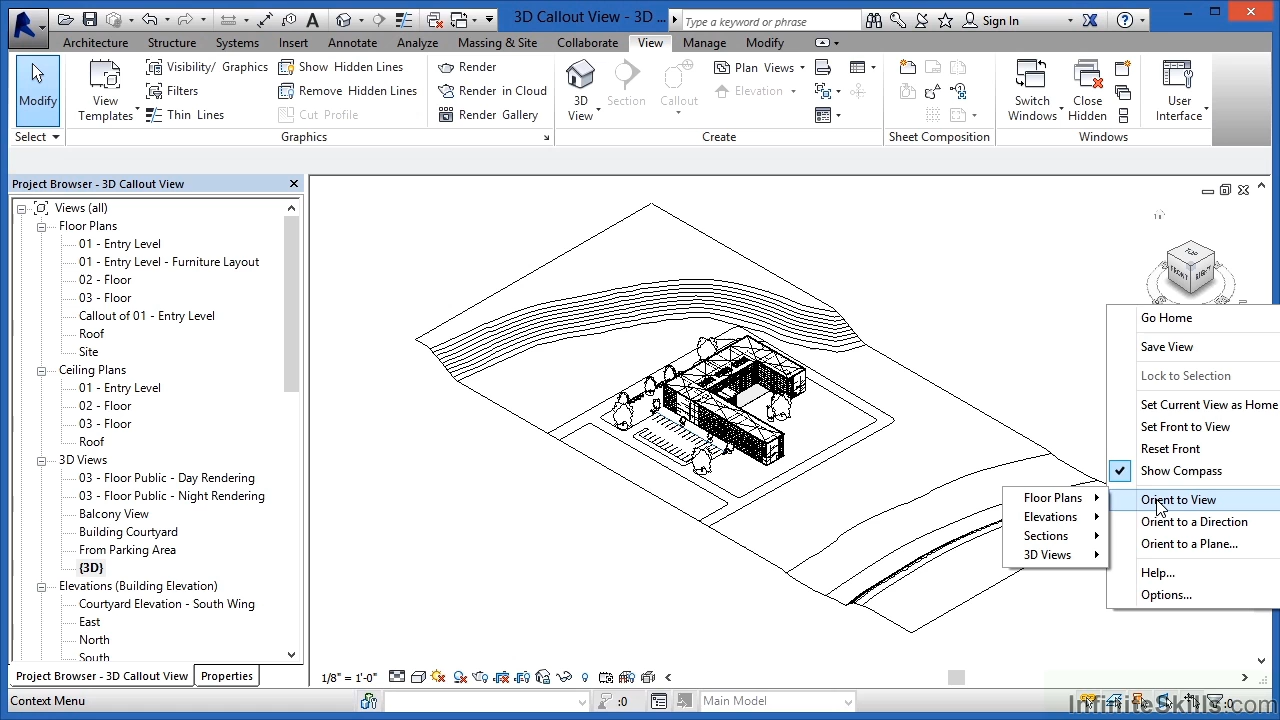 3D Callout View - 3D ...
Type a keyword or phrase
Sign In
Architecture
Structure
Systems
Insert
Annotate
Analyze
Massing & Site
Collaborate
View
Manage
Modify
Modify
Select
View
Templates
Visibility/ Graphics
Filters
Thin Lines
Show Hidden Lines
Remove Hidden Lines
Cut Profile
Graphics
Render
Render in Cloud
Render Gallery
3D
View
Section
Callout
Plan Views
Elevation
Create
Sheet Composition
Switch
Windows
Close
Hidden
Windows
User
Interface
Project Browser - 3D Callout View
Views (all)
Floor Plans
01 - Entry Level
01 - Entry Level - Furniture Layout
02 - Floor
03 - Floor
Callout of 01 - Entry Level
Roof
Site
Ceiling Plans
01 - Entry Level
02 - Floor
03 - Floor
Roof
3D Views
03 - Floor Public - Day Rendering
03 - Floor Public - Night Rendering
Balcony View
Building Courtyard
From Parking Area
{3D}
Elevations (Building Elevation)
Courtyard Elevation - South Wing
East
North
South
Project Browser - 3D Callout View
Properties
TOP
FRONT
Go Home
Save View
Lock to Selection
Set Current View as Home
Set Front to View
Reset Front
Show Compass
Orient to View
Orient to a Direction
Orient to a Plane...
Help...
Options...
Floor Plans
Elevations
Sections
3D Views
1/8" = 1'-0"
Context Menu
:0
Main Model
:0
InfiniteSkills.com